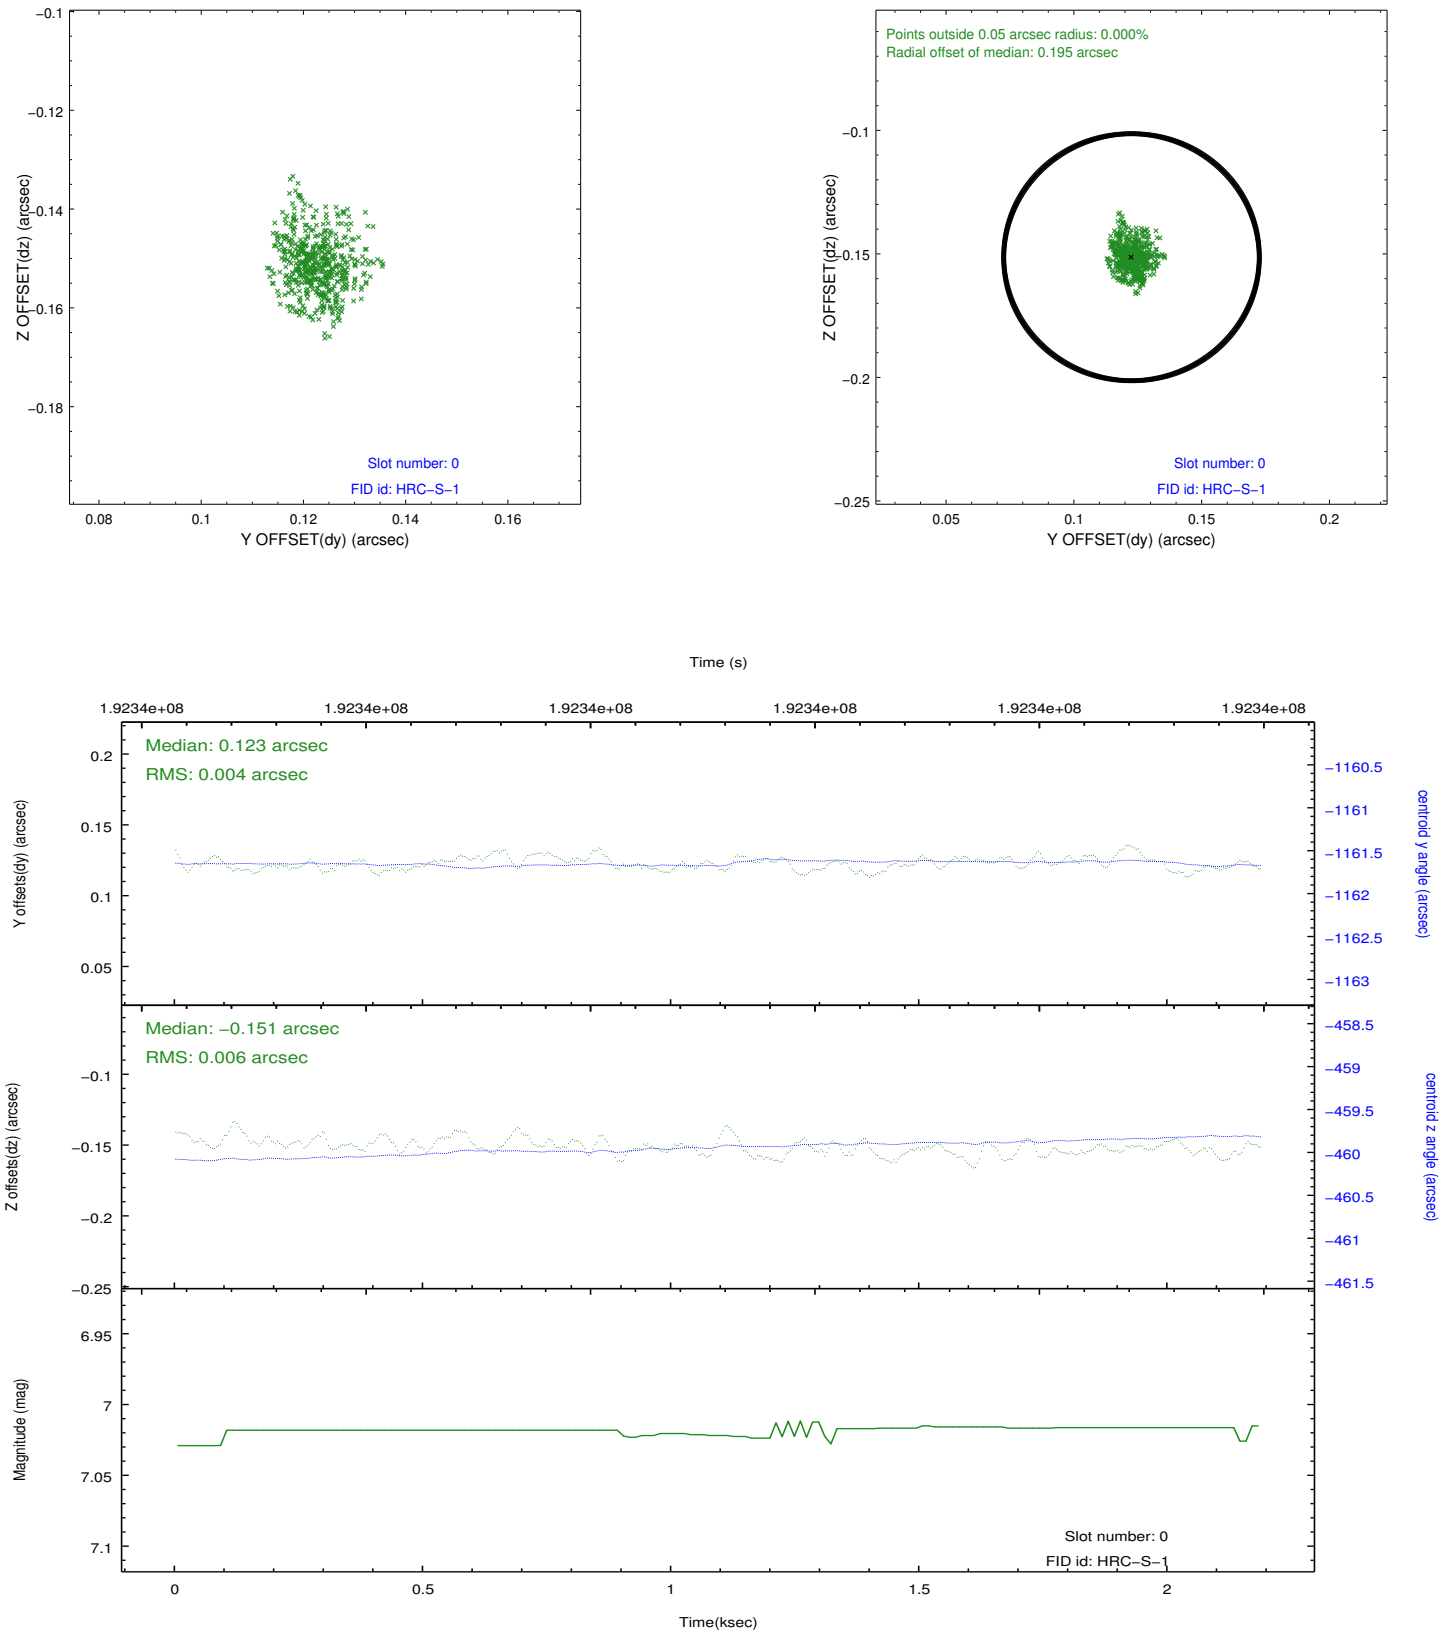 −0.1
−0.12
−0.14
−0.16
−0.18
Z OFFSET(dz) (arcsec)
0.08 0.1 0.12 0.14 0.16
Y OFFSET(dy) (arcsec)
Slot number: 0
FID id: HRC−S−1
Points outside 0.05 arcsec radius: 0.000%
Radial offset of median: 0.195 arcsec
−0.1
−0.15
−0.2
−0.25
Z OFFSET(dz) (arcsec)
0.05 0.1 0.15 0.2
Y OFFSET(dy) (arcsec)
Slot number: 0
FID id: HRC−S−1
Time (s)
1.9234e+08 1.9234e+08 1.9234e+08 1.9234e+08 1.9234e+08 1.9234e+08
Median: 0.123 arcsec
RMS: 0.004 arcsec
0.2
0.15
0.1
0.05
Y offsets(dy) (arcsec)
−1160.5
−1161
−1161.5
−1162
−1162.5
−1163
centroid y angle (arcsec)
Median: −0.151 arcsec
RMS: 0.006 arcsec
−0.1
−0.15
−0.2
−0.25
Z offsets(dz) (arcsec)
−458.5
−459
−459.5
−460
−460.5
−461
−461.5
centroid z angle (arcsec)
6.95
7
7.05
7.1
Magnitude (mag)
Slot number: 0
FID id: HRC−S−1
0 0.5 1 1.5 2
Time(ksec)